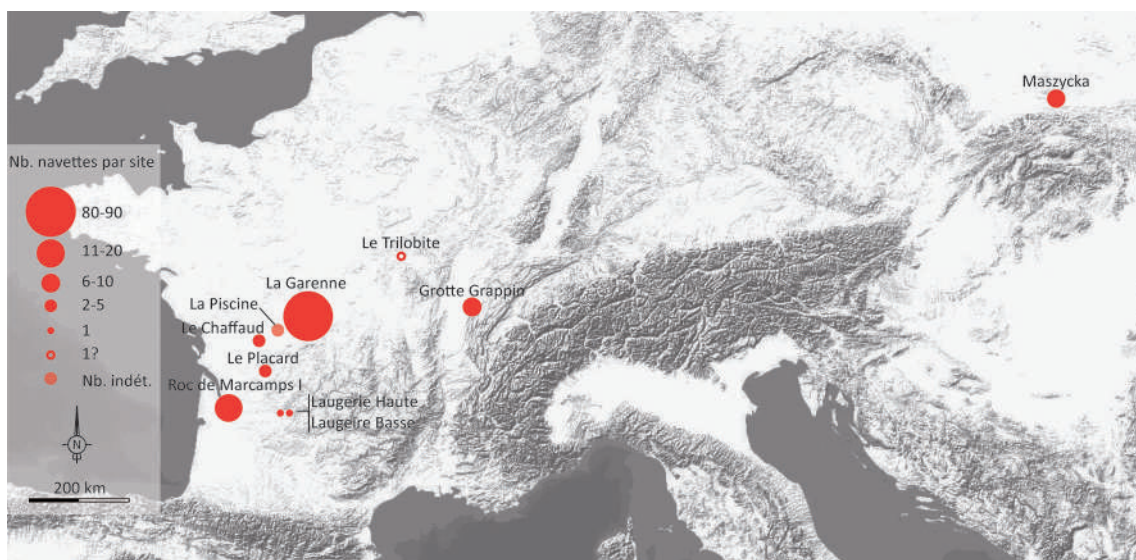 Maszycka
Nb. navettes par site
80-90
11-20
6-10
2-5
1
1?
Nb. indét.
N
200 km
Le Trilobite
La Garenne
Grotte Grappin
La Piscine
Le Chaffaud
Le Placard
Roc de Marcamps I
Laugerie Haute
Laugeire Basse